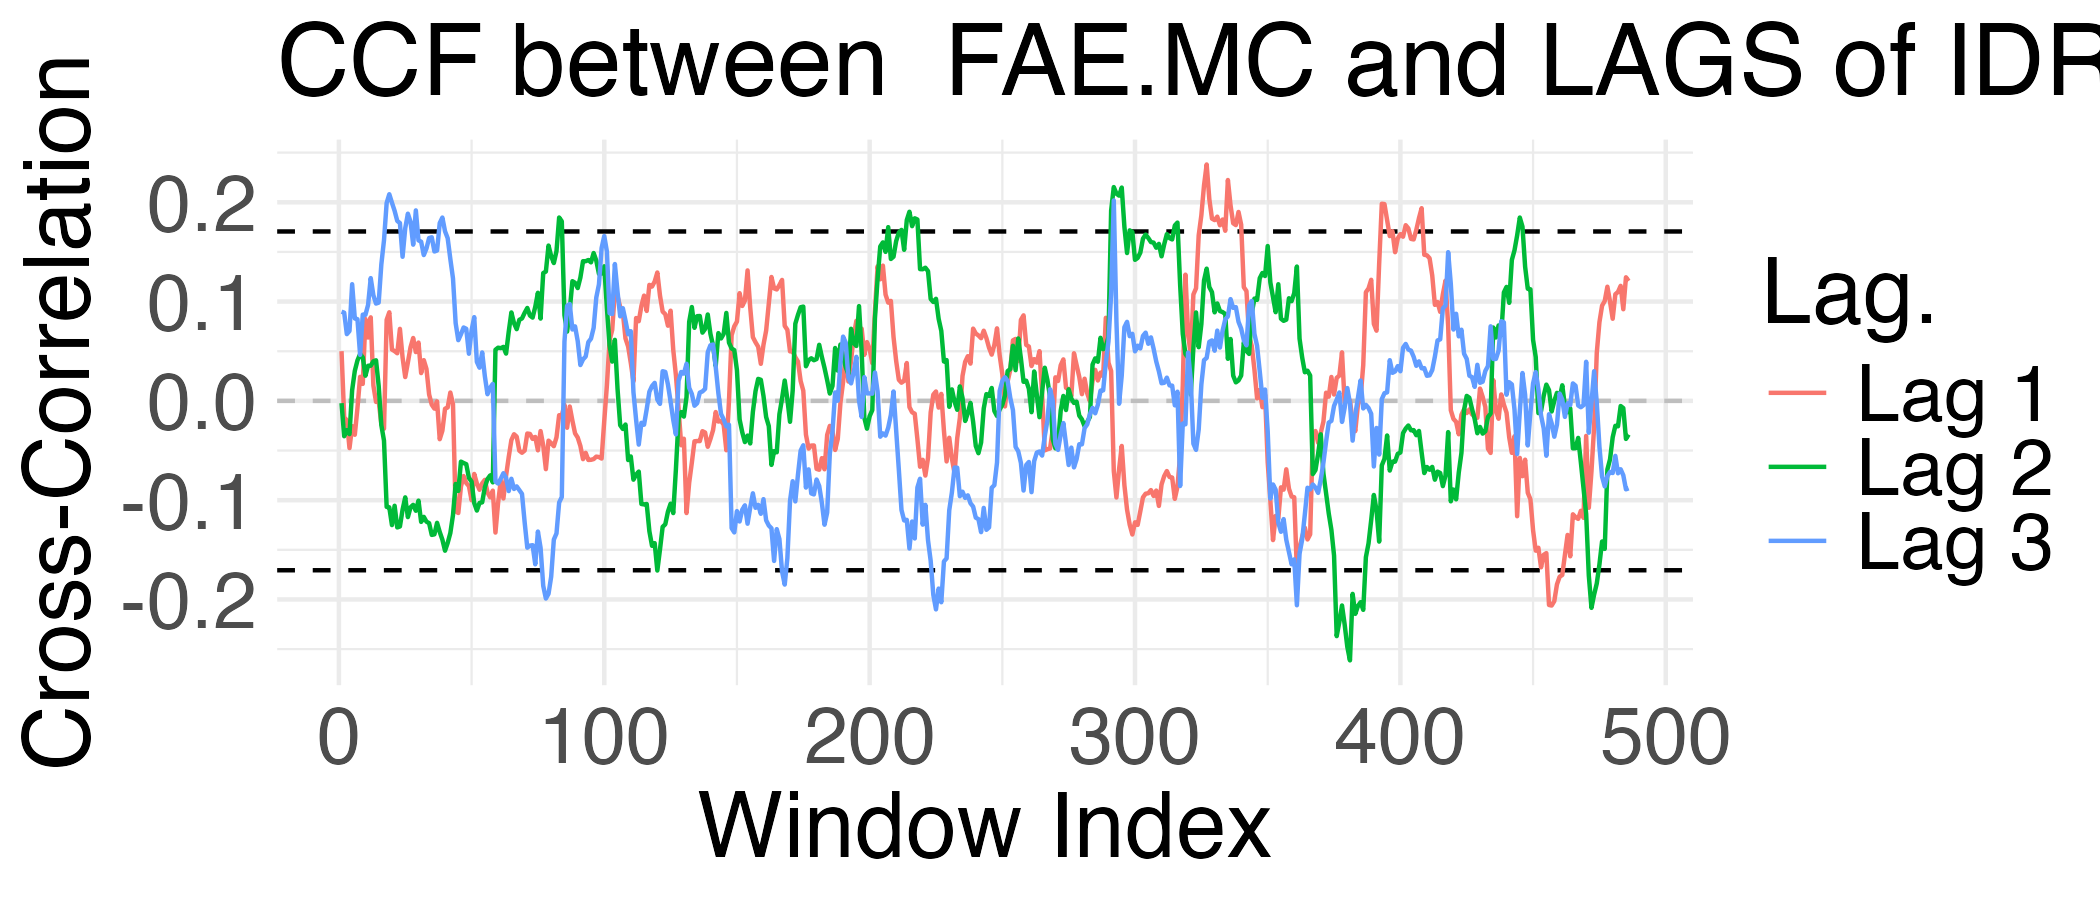 CCF between  FAE.MC and LAGS of IDR
Cross-Correlation
0.2
0.1
0.0
-0.1
-0.2
0 100 200 300 400 500
Window Index
Lag.
Lag 1
Lag 2
Lag 3